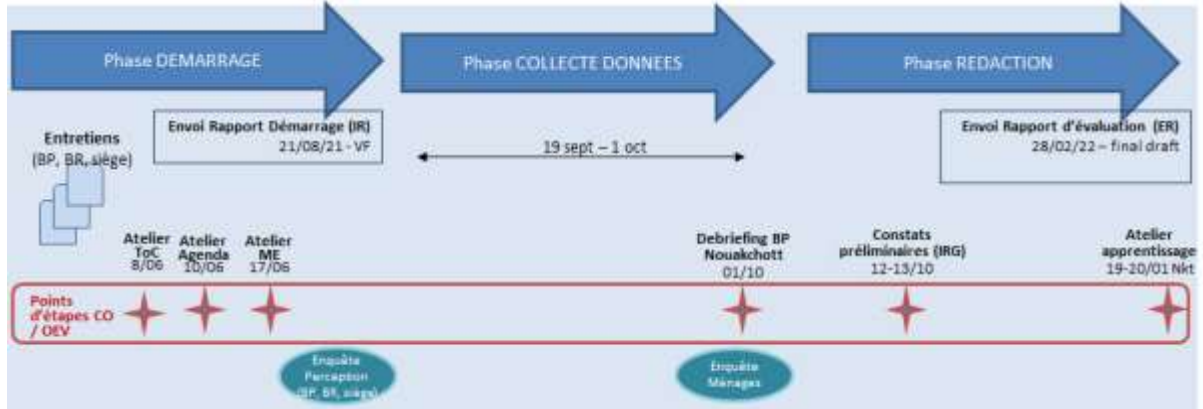 Phase DEMARRAGE
Phase COLLECTE DONNEES
Phase REDACTION
Entretiens
(BP, BR, siège)
Envoi Rapport Démarrage (IR)
21/08/21 - VF
19 sept – 1 oct
Envoi Rapport d'évaluation (ER)
28/02/22 – final draft
Atelier
ToC
8/06
Atelier
Agenda
10/06
Atelier
ME
17/06
Debriefing BP
Nouakchott
01/10
Constats
préliminaires (IRG)
12-13/10
Atelier
apprentissage
19-20/01 Nkt
Points
d'étapes CO
/ OEV
Enquête
Perception
(BP, BR, siège)
Enquête
Ménages